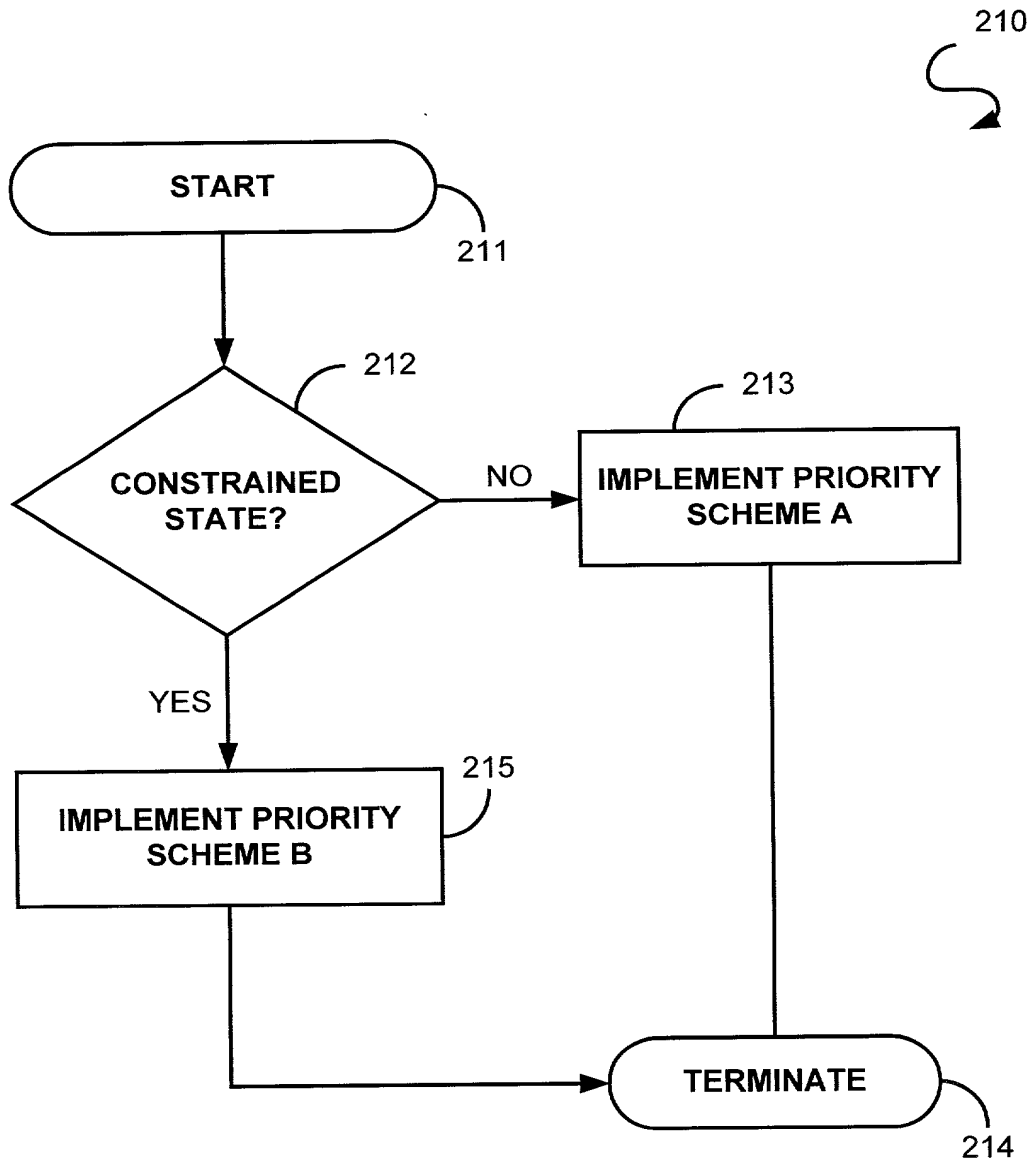 210
START
211
212
213
CONSTRAINED
STATE?
NO
IMPLEMENT PRIORITY
SCHEME A
YES
215
IMPLEMENT PRIORITY
SCHEME B
TERMINATE
214